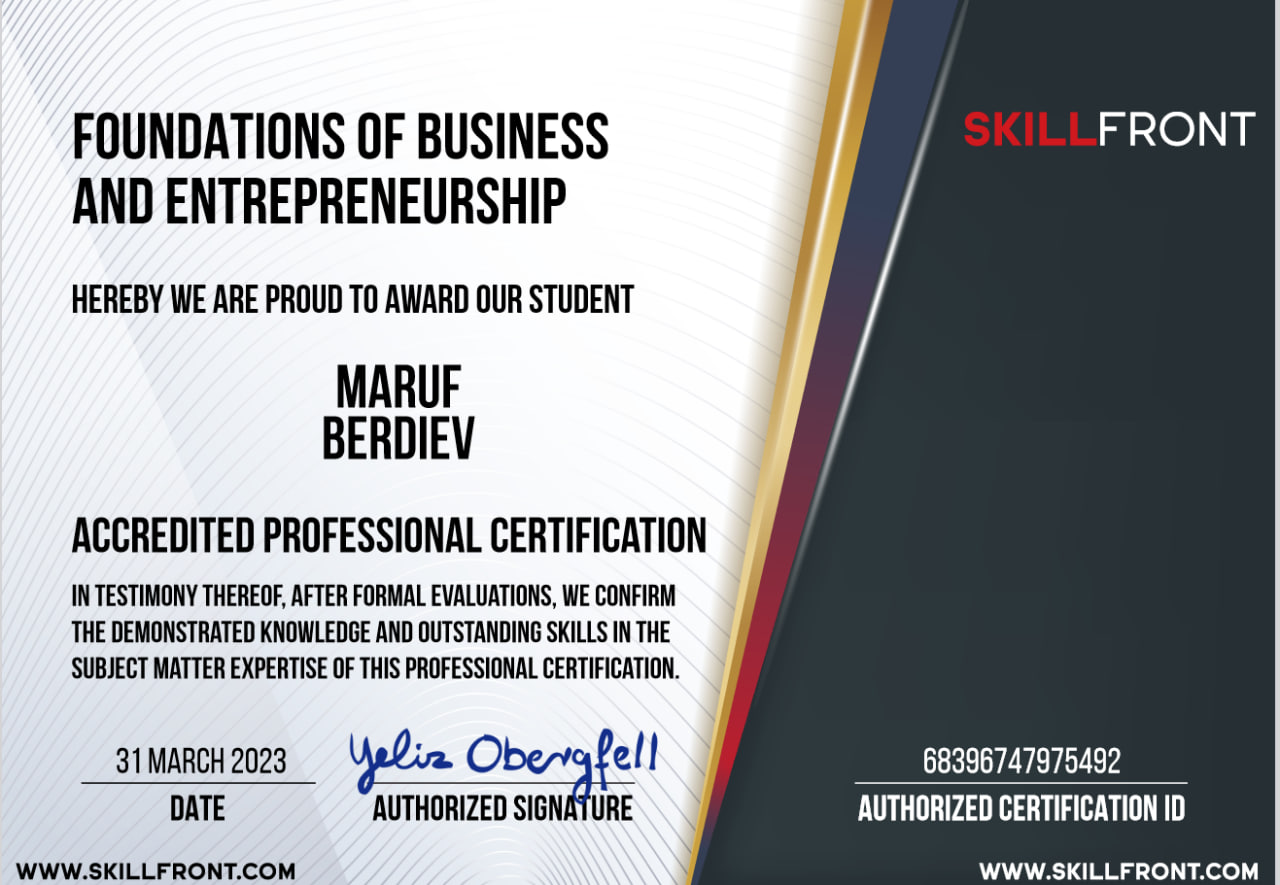 FOUNDATIONS OF BUSINESS
AND ENTREPRENEURSHIP
SKILLFRONT
HEREBY WE ARE PROUD TO AWARD OUR STUDENT
MARUF
BERDIEV
ACCREDITED PROFESSIONAL CERTIFICATION
IN TESTIMONY THEREOF, AFTER FORMAL EVALUATIONS, WE CONFIRM
THE DEMONSTRATED KNOWLEDGE AND OUTSTANDING SKILLS IN THE
SUBJECT MATTER EXPERTISE OF THIS PROFESSIONAL CERTIFICATION.
31 MARCH 2023
DATE
Yeliz Obergfell
AUTHORIZED SIGNATURE
68396747975492
AUTHORIZED CERTIFICATION ID
WWW.SKILLFRONT.COM
WWW.SKILLFRONT.COM